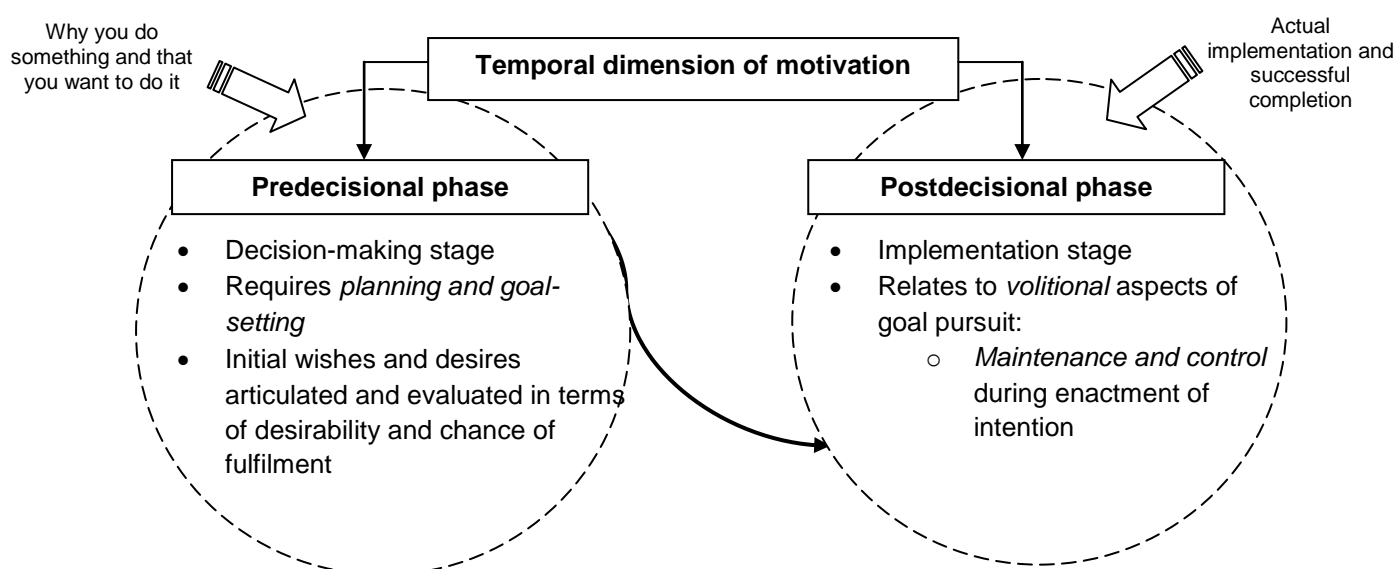 Why you do
something and that
you want to do it
Temporal dimension of motivation
Actual
implementation and
successful
completion
Predecisional phase
• Decision-making stage
• Requires planning and goal-
setting
• Initial wishes and desires
articulated and evaluated in terms
of desirability and chance of
fulfilment
Postdecisional phase
• Implementation stage
• Relates to volitional aspects of
goal pursuit:
o Maintenance and control
during enactment of
intention